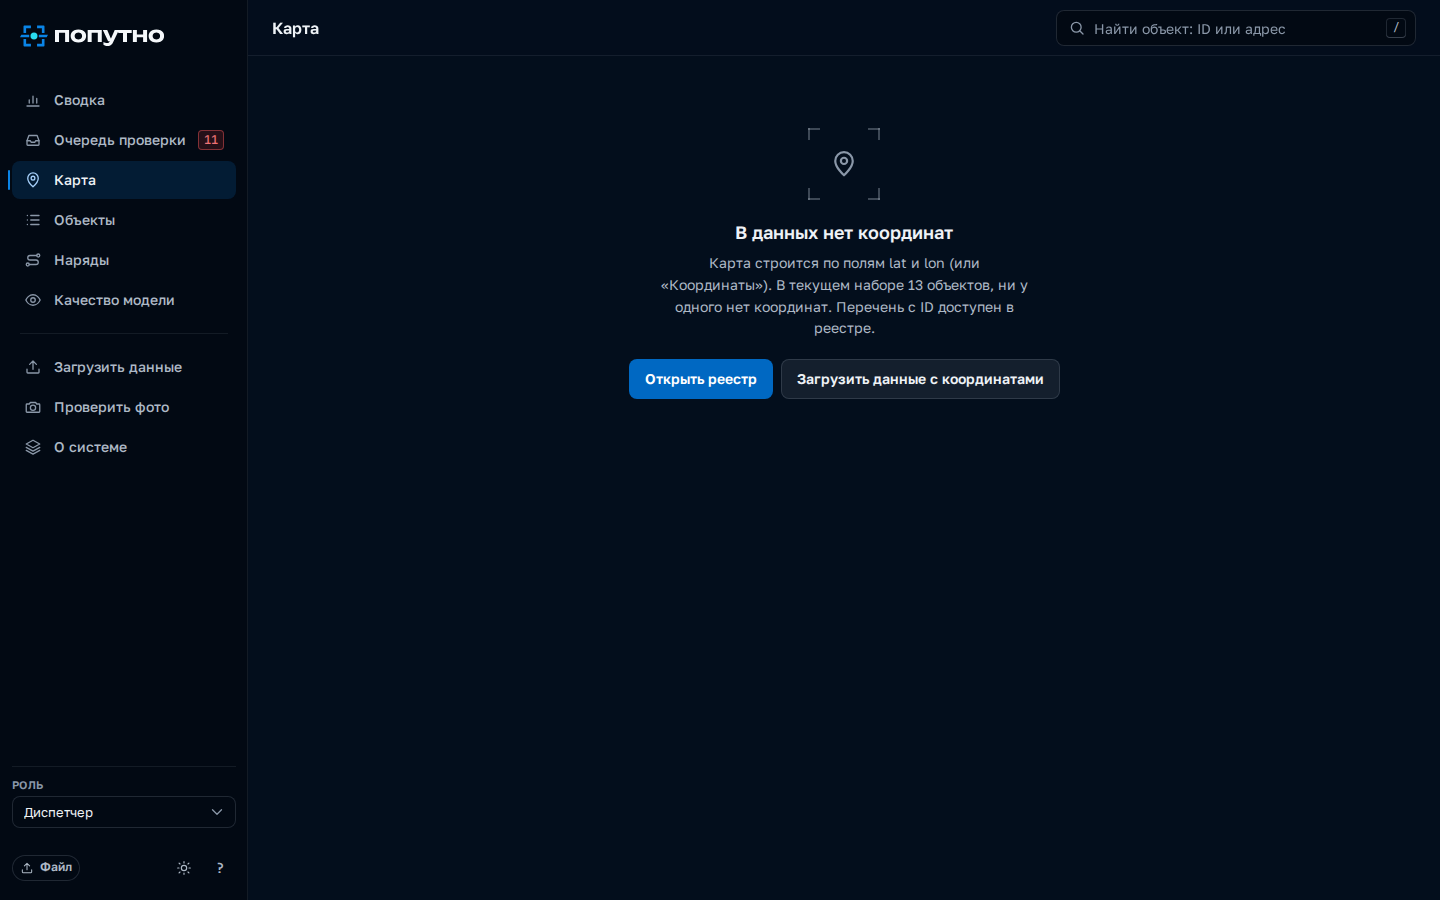 попутно
Карта
Найти объект: ID или адрес
/
Сводка
Очередь проверки
11
Карта
Объекты
Наряды
Качество модели
Загрузить данные
Проверить фото
О системе
В данных нет координат
Карта строится по полям lat и lon (или
«Координаты»). В текущем наборе 13 объектов, ни у
одного нет координат. Перечень с ID доступен в
реестре.
Открыть реестр
Загрузить данные с координатами
РОЛЬ
Диспетчер
Файл
?